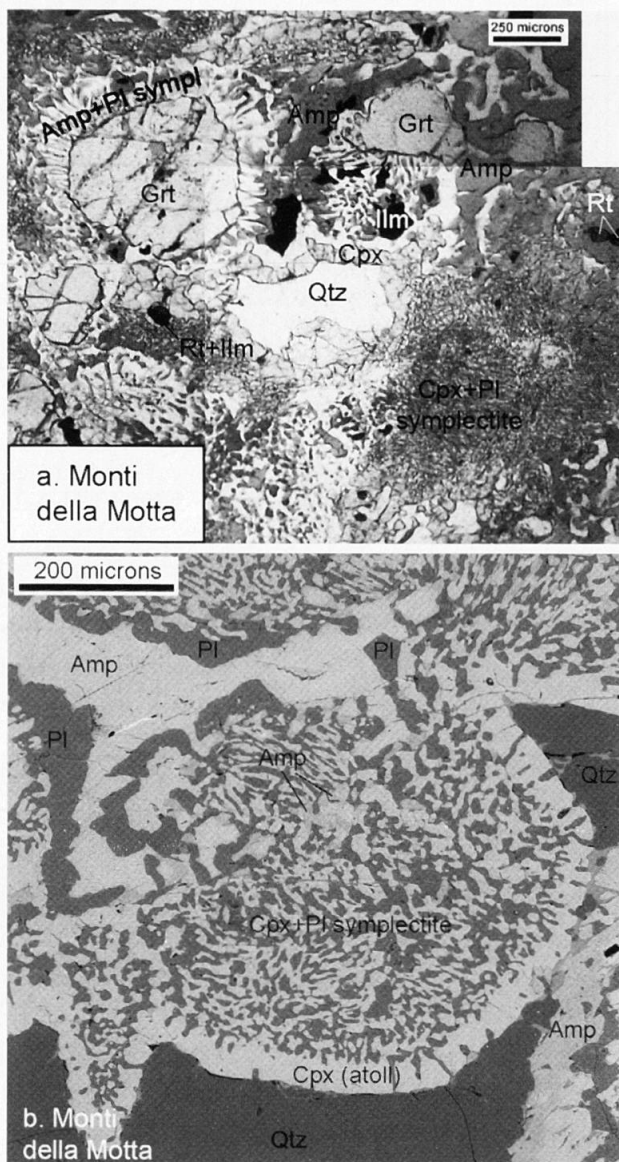 250 microns
Amp+Pl sympl
Amp
Grt
Grt
Amp
Ilm
Rt
Cpx
Qtz
Rt+Ilm
Cpx+Pl
symplectite
a. Monti
della Motta
200 microns
Pl
Pl
Amp
Pl
Qtz
Amp
Cpx+Pl symplectite
Amp
Cpx (atoll)
b. Monti
della Motta
Qtz